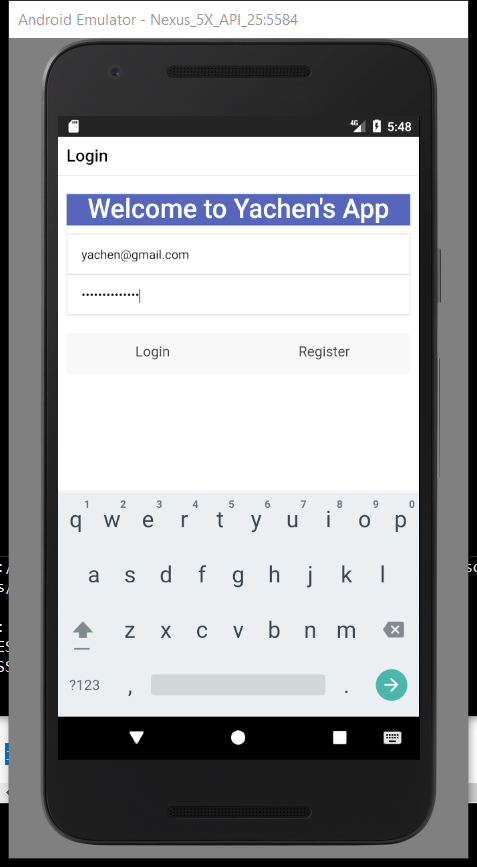 Android Emulator - Nexus_5X_API_25:5584
4G 5:48
Login
Welcome to Yachen's App
yachen@gmail.com
••••••••••••••
Login Register
1 2 3 4 5 6 7 8 9 0
q w e r t y u i o p
a s d f g h j k l
z x c v b n m
?123 , .